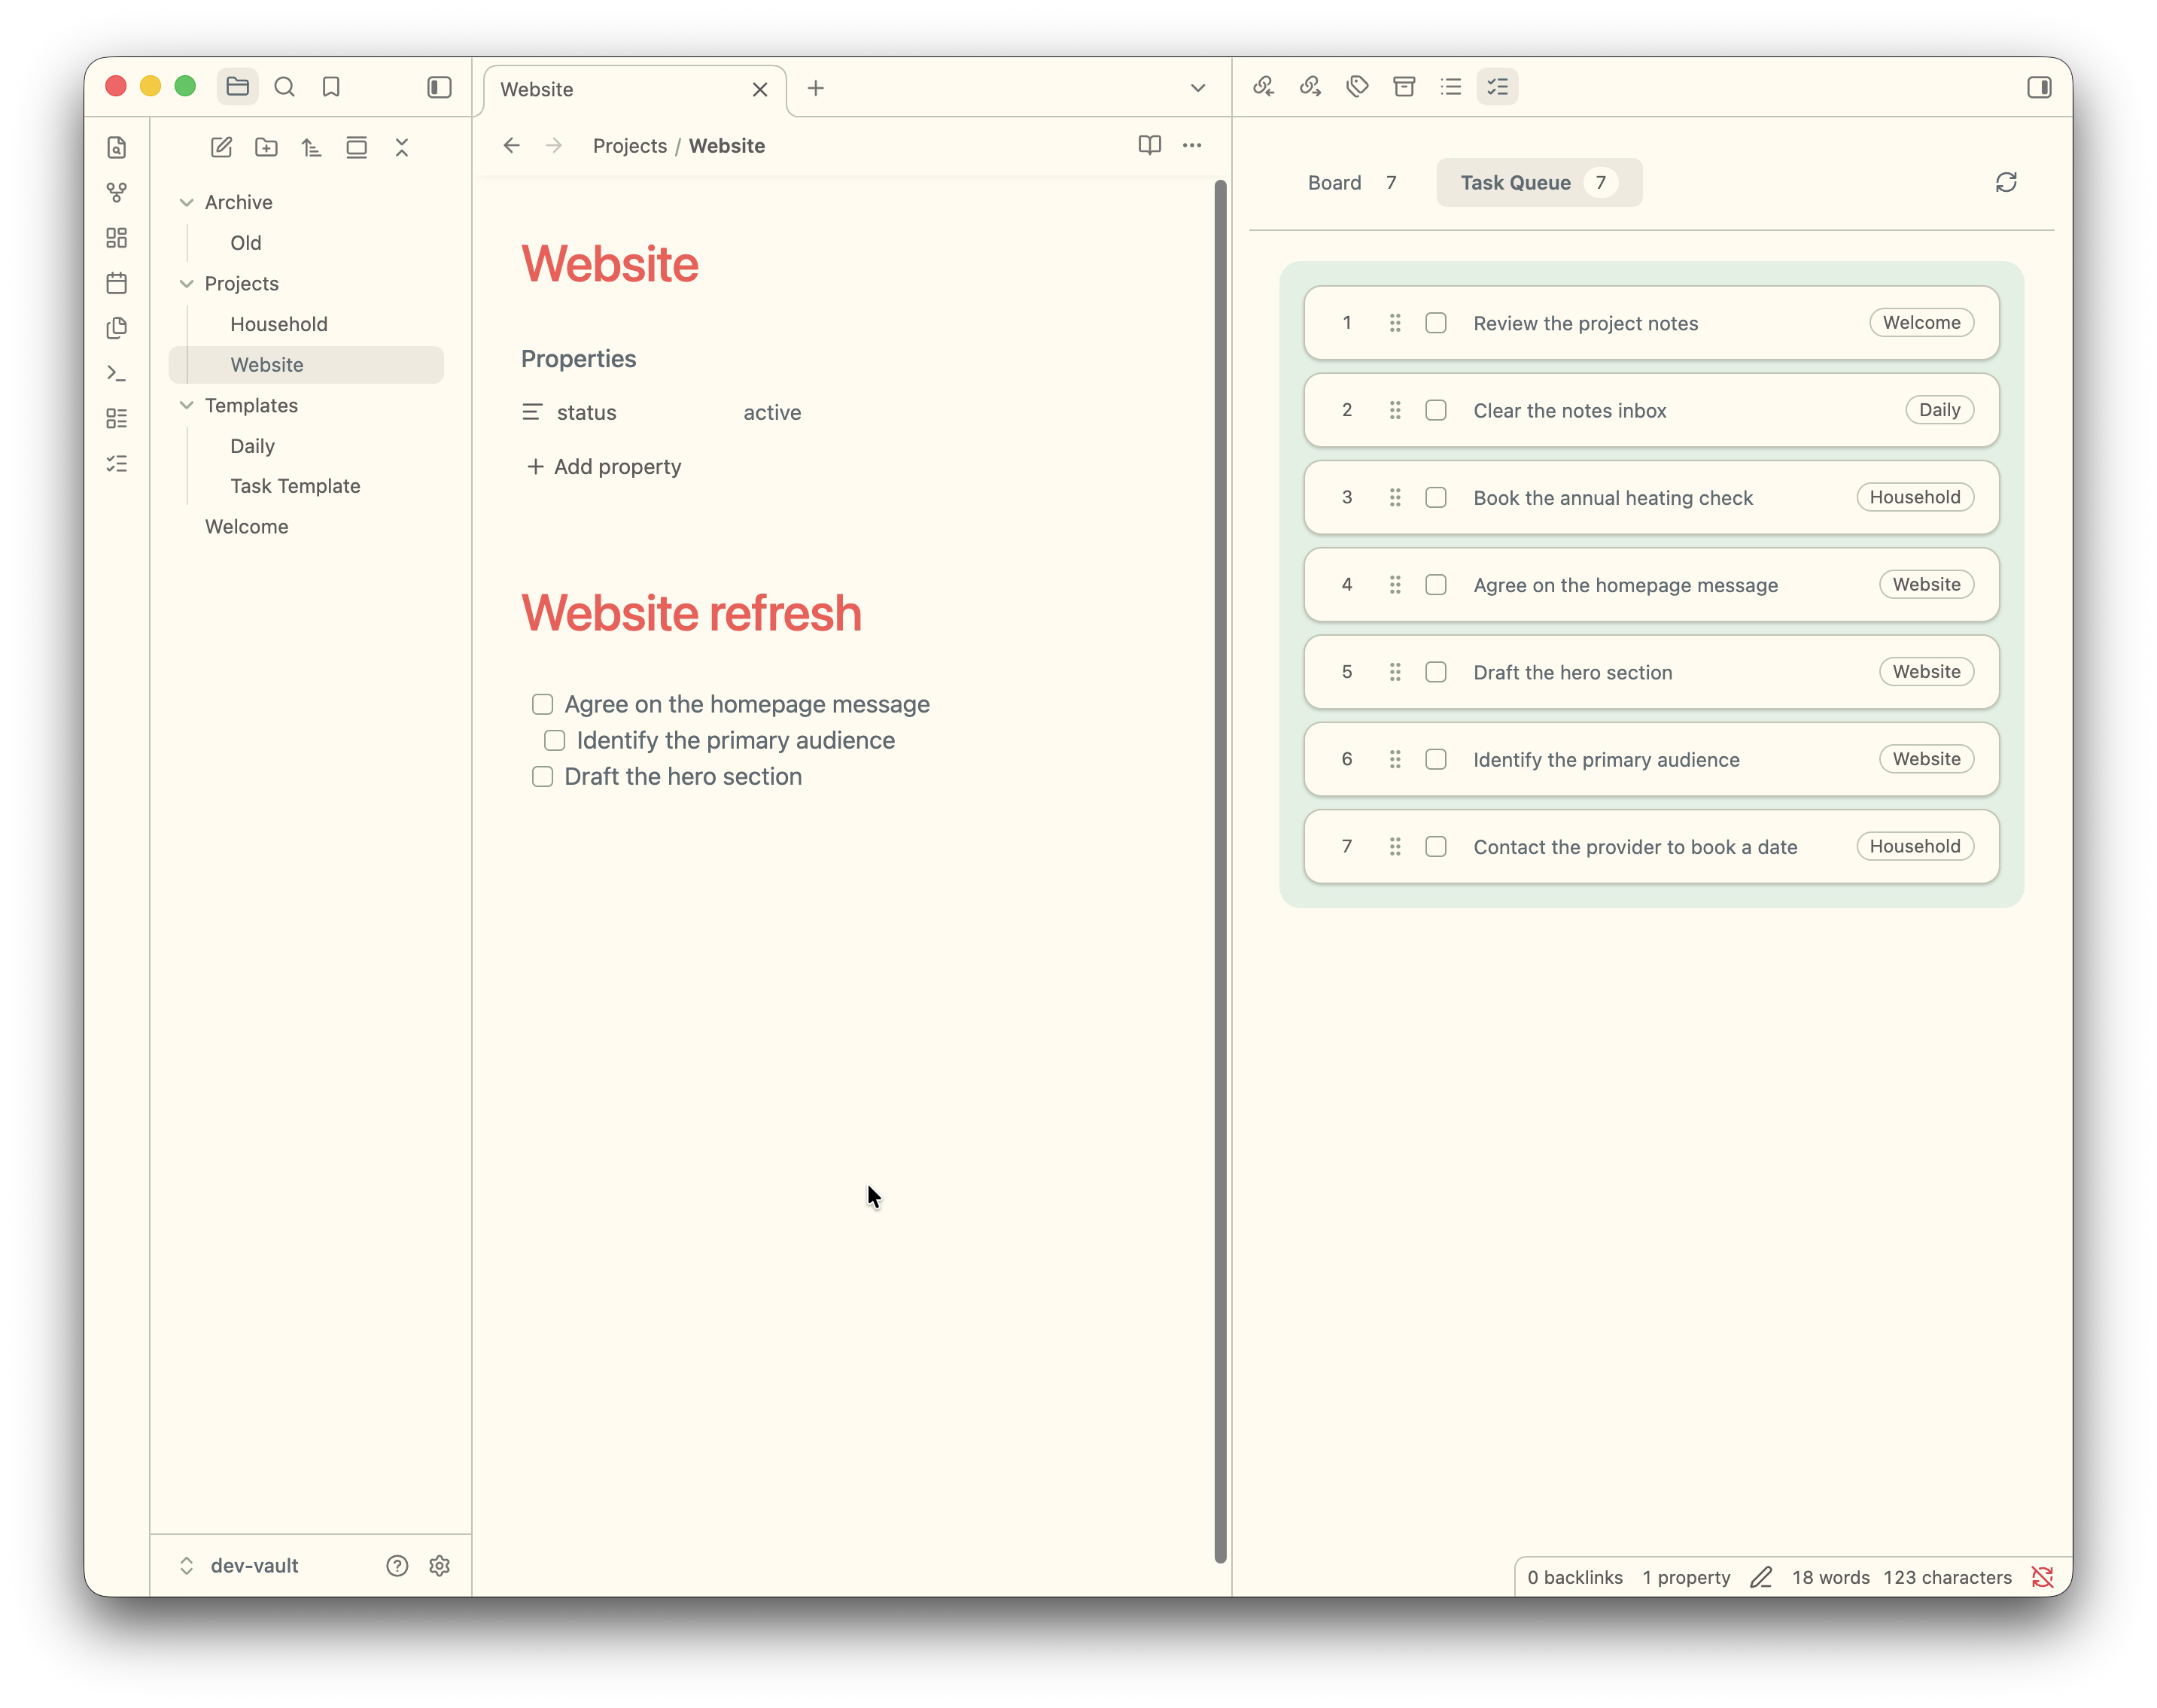 Website
Projects / Website
Archive
Old
Projects
Household
Website
Templates
Daily
Task Template
Welcome
dev-vault
Website
Properties
status active
Add property
Website refresh
Agree on the homepage message
Identify the primary audience
Draft the hero section
Board 7 Task Queue 7
1 Review the project notes Welcome
2 Clear the notes inbox Daily
3 Book the annual heating check Household
4 Agree on the homepage message Website
5 Draft the hero section Website
6 Identify the primary audience Website
7 Contact the provider to book a date Household
0 backlinks 1 property 18 words 123 characters